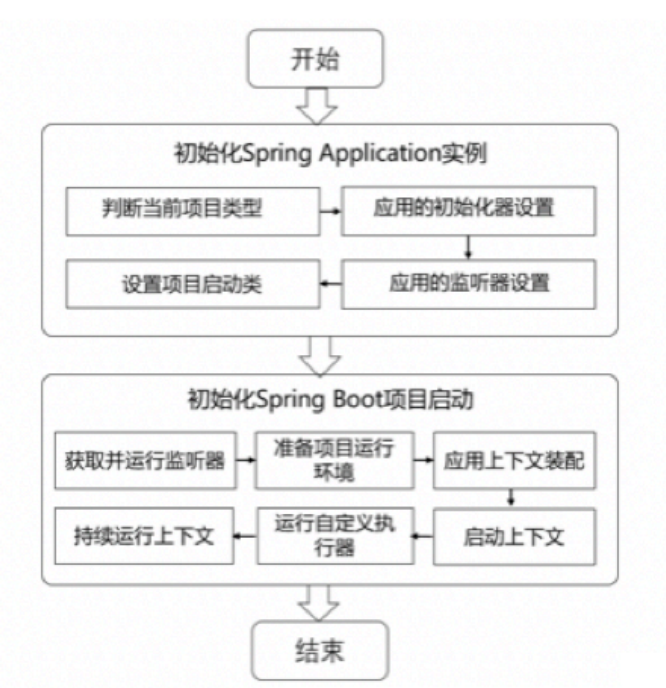 开始
初始化Spring Application实例
判断当前项目类型
应用的初始化器设置
设置项目启动类
应用的监听器设置
初始化Spring Boot项目启动
获取并运行监听器
准备项目运行
环境
应用上下文装配
持续运行上下文
运行自定义执
行器
启动上下文
结束